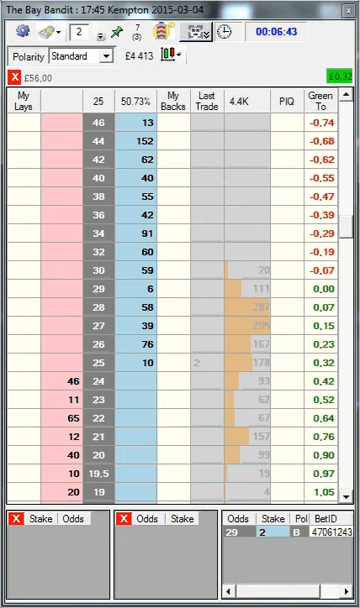 The Bay Bandit : 17:45 Kempton 2015-03-04
2 7 (3) 00:06:43
Polarity Standard £4 413
X £56,00 £0,32
My Lays 25 50.73% My Backs Last Trade 4.4K PIQ Green To
46 13 -0,74
44 152 -0,68
42 62 -0,62
40 40 -0,55
38 55 -0,47
36 42 -0,39
34 91 -0,29
32 60 -0,19
30 59 20 -0,07
29 6 111 0,00
28 58 287 0,07
27 39 295 0,15
26 76 167 0,23
25 10 2 178 0,32
46 24 93 0,42
11 23 62 0,52
65 22 67 0,64
12 21 157 0,76
40 20 99 0,90
10 19,5 19 0,97
20 19 4 1,05
X Stake Odds X Stake Odds Odds Stake Pol BetID
29 2 B 47061243